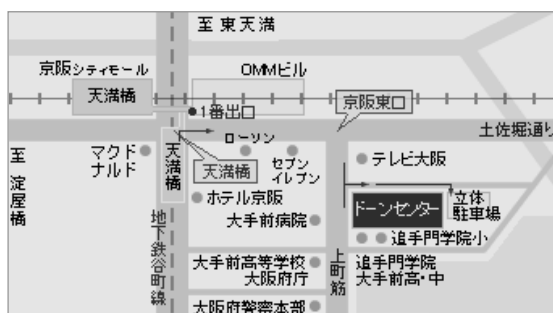 至 東天満
京阪シティモール
OMMビル
天満橋
●1番出口
京阪東口
土佐堀通り
ローソン
至 淀屋橋
マクド
ナルド
天満橋
天満橋
セブン
イレブン
テレビ大阪
ホテル京阪
ドーンセンター
立体
駐車場
大手前病院
追手門学院小
地下鉄谷町線
上町筋
大手前高等学校
大阪府庁
追手門学院
大手前高・中
大阪府警察本部